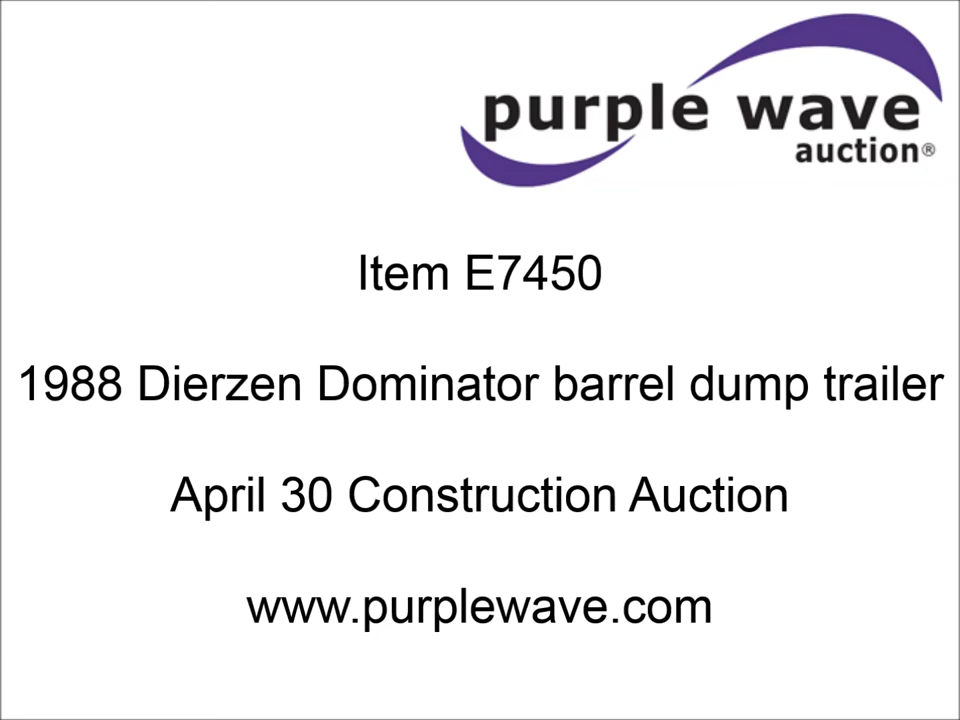 purple wave
auction®
Item E7450
1988 Dierzen Dominator barrel dump trailer
April 30 Construction Auction
www.purplewave.com